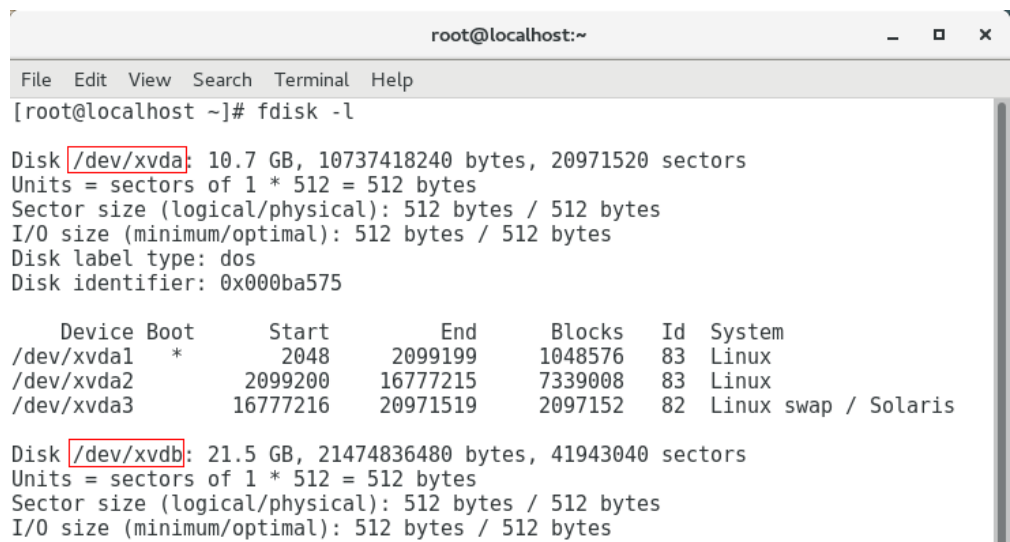 root@localhost:~
File Edit View Search Terminal Help
[root@localhost ~]# fdisk -l
Disk /dev/xvda: 10.7 GB, 10737418240 bytes, 20971520 sectors
Units = sectors of 1 * 512 = 512 bytes
Sector size (logical/physical): 512 bytes / 512 bytes
I/O size (minimum/optimal): 512 bytes / 512 bytes
Disk label type: dos
Disk identifier: 0x000ba575
Device Boot Start End Blocks Id System
/dev/xvda1 * 2048 2099199 1048576 83 Linux
/dev/xvda2 2099200 16777215 7339008 83 Linux
/dev/xvda3 16777216 20971519 2097152 82 Linux swap / Solaris
Disk /dev/xvdb: 21.5 GB, 21474836480 bytes, 41943040 sectors
Units = sectors of 1 * 512 = 512 bytes
Sector size (logical/physical): 512 bytes / 512 bytes
I/O size (minimum/optimal): 512 bytes / 512 bytes